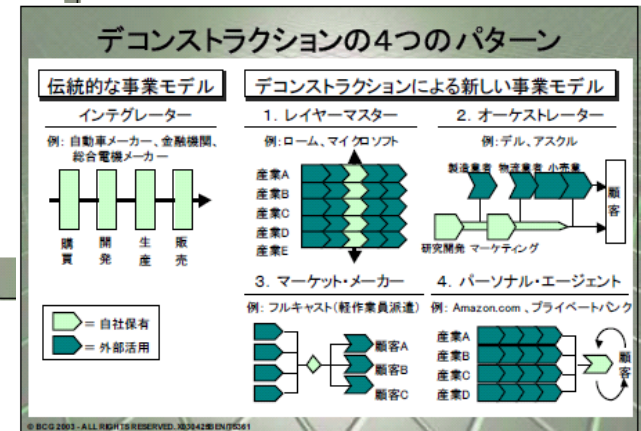 デコンストラクションの4つのパターン
伝統的な事業モデル
インテグレーター
例: 自動車メーカー、金融機関、
総合電機メーカー
購買
開発
生産
販売
= 自社保有
= 外部活用
デコンストラクションによる新しい事業モデル
1. レイヤーマスター
例:ローム、マイクロソフト
産業A
産業B
産業C
産業D
産業E
2. オーケストレーター
例:デル、アスクル
製造業者 物流業者 小売業
顧客
研究開発 マーケティング
3. マーケット・メーカー
例: フルキャスト(軽作業員派遣)
顧客A
顧客B
顧客C
4. パーソナル・エージェント
例: Amazon.com、プライベートバンク
産業A
産業B
産業C
産業D
顧客
© BCG 2003 - ALL RIGHTS RESERVED.